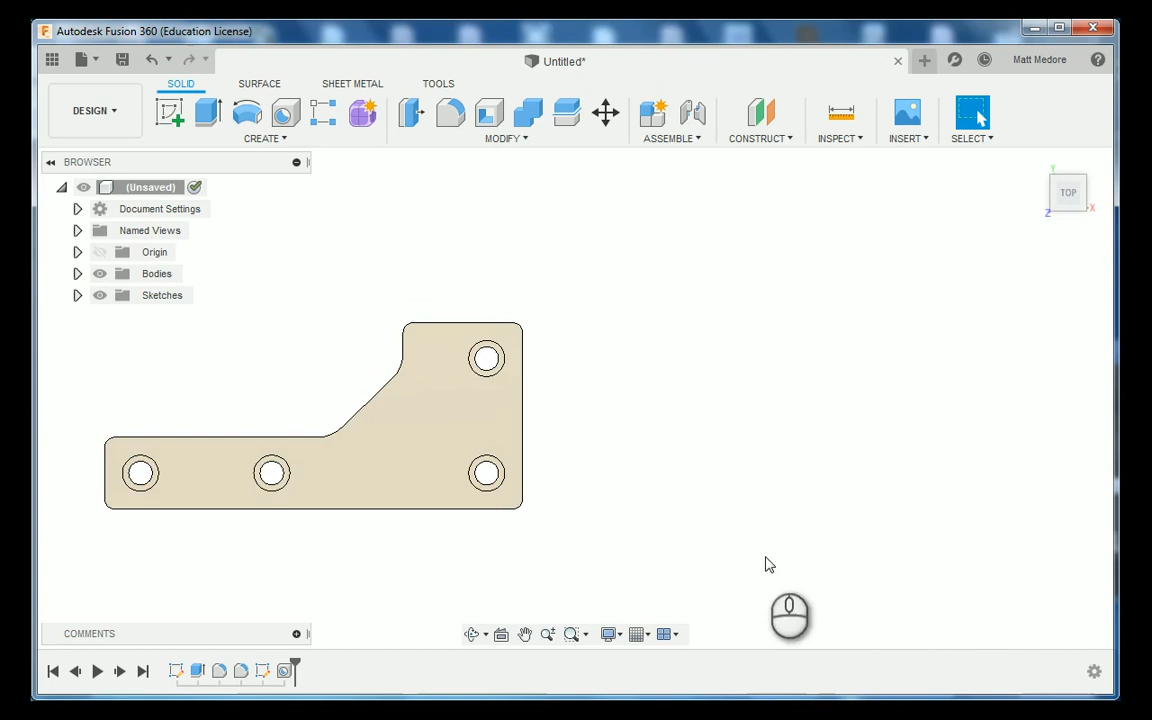 Autodesk Fusion 360 (Education License)
Untitled*
Matt Medore
SOLID SURFACE SHEET METAL TOOLS
DESIGN
CREATE MODIFY ASSEMBLE CONSTRUCT INSPECT INSERT SELECT
BROWSER
(Unsaved)
Document Settings
Named Views
Origin
Bodies
Sketches
Y
TOP
Z X
COMMENTS